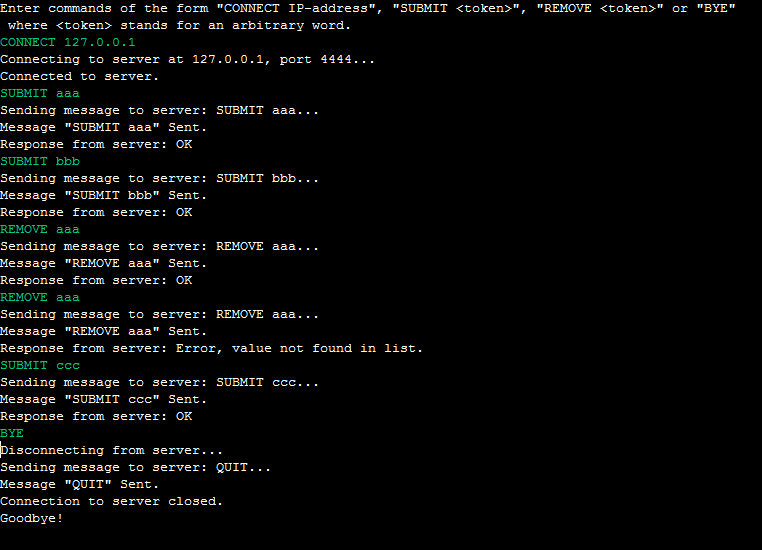 Enter commands of the form "CONNECT IP-address", "SUBMIT <token>", "REMOVE <token>" or "BYE"
where <token> stands for an arbitrary word.
CONNECT 127.0.0.1
Connecting to server at 127.0.0.1, port 4444...
Connected to server.
SUBMIT aaa
Sending message to server: SUBMIT aaa...
Message "SUBMIT aaa" Sent.
Response from server: OK
SUBMIT bbb
Sending message to server: SUBMIT bbb...
Message "SUBMIT bbb" Sent.
Response from server: OK
REMOVE aaa
Sending message to server: REMOVE aaa...
Message "REMOVE aaa" Sent.
Response from server: OK
REMOVE aaa
Sending message to server: REMOVE aaa...
Message "REMOVE aaa" Sent.
Response from server: Error, value not found in list.
SUBMIT ccc
Sending message to server: SUBMIT ccc...
Message "SUBMIT ccc" Sent.
Response from server: OK
BYE
Disconnecting from server...
Sending message to server: QUIT...
Message "QUIT" Sent.
Connection to server closed.
Goodbye!